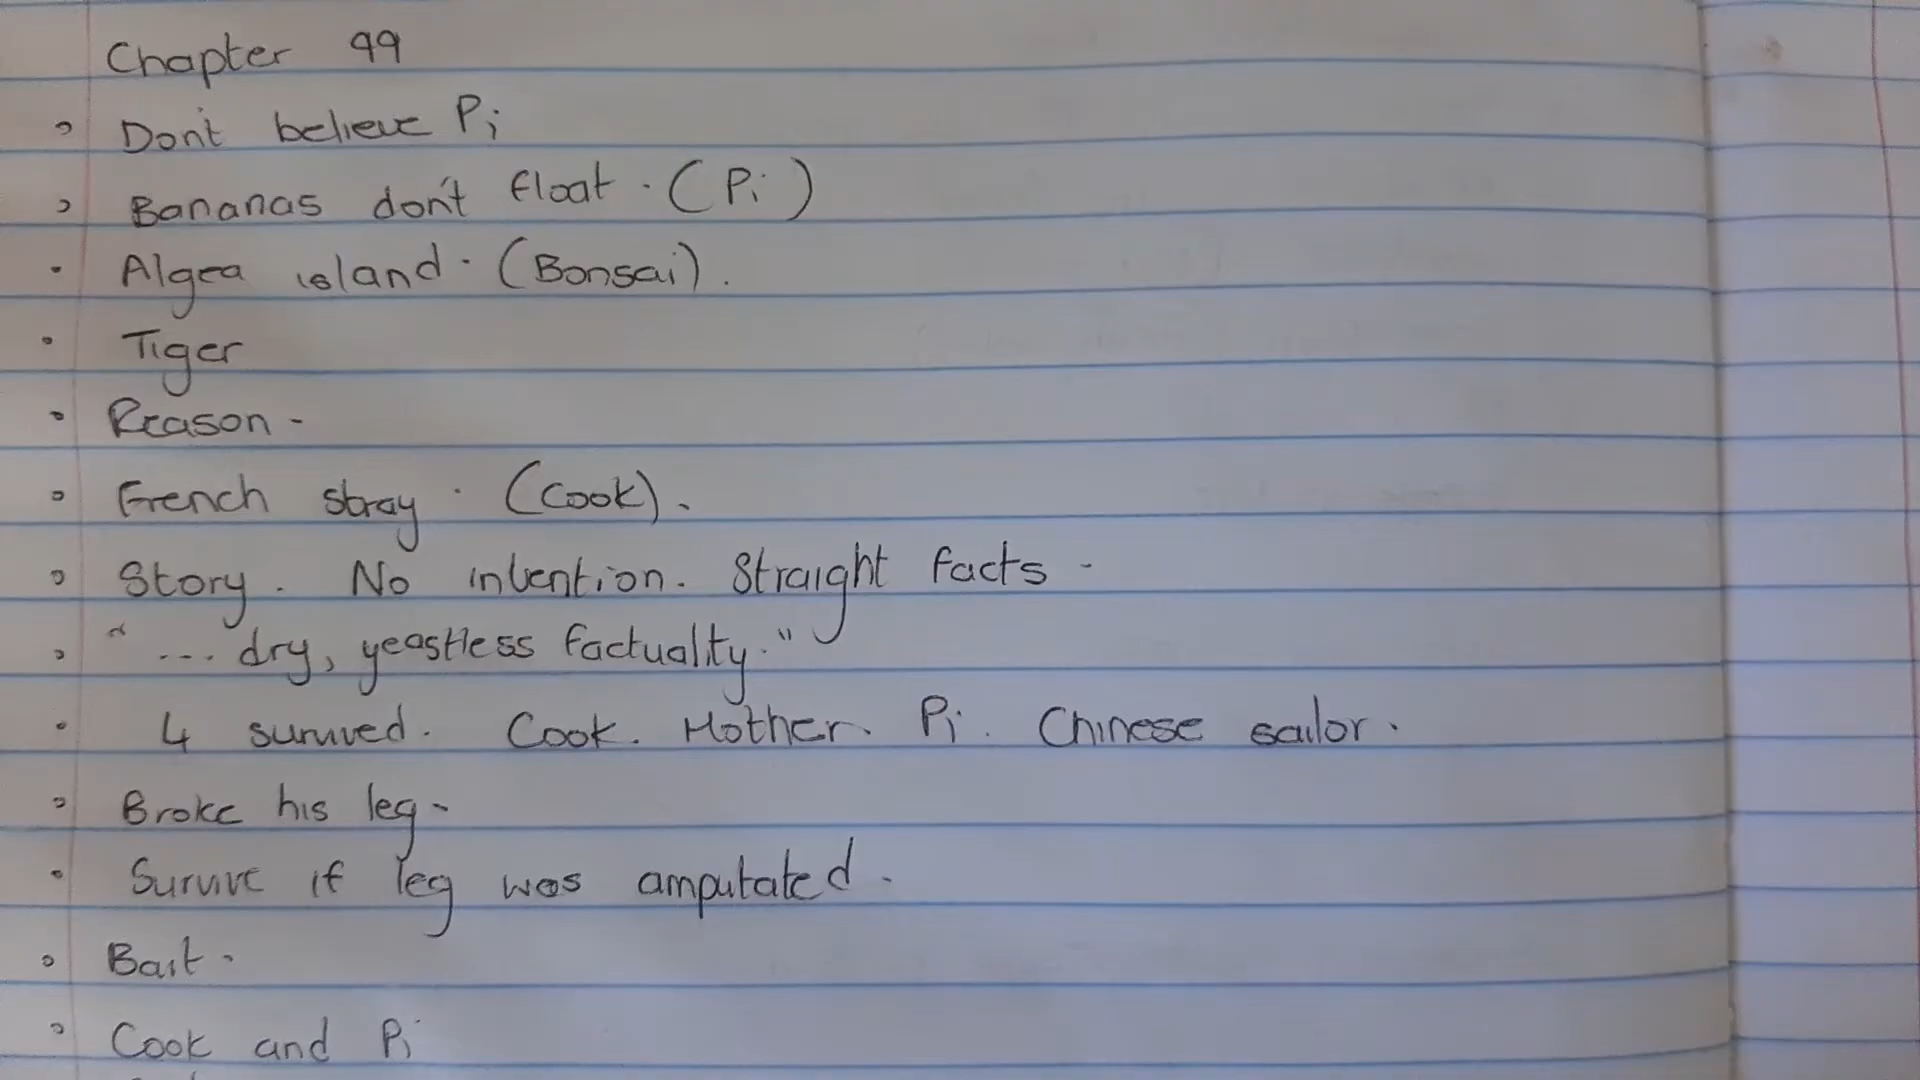 Chapter 99
Don't believe Pi
Bananas don't float. (Pi)
Algea island. (Bonsai).
Tiger
Reason.
French stray. (Cook).
Story. No intention. Straight facts.
"... dry, yeastless factuality."
4 survived. Cook. Mother. Pi. Chinese sailor.
Broke his leg.
Survive if leg was amputated.
Bait.
Cook and Pi